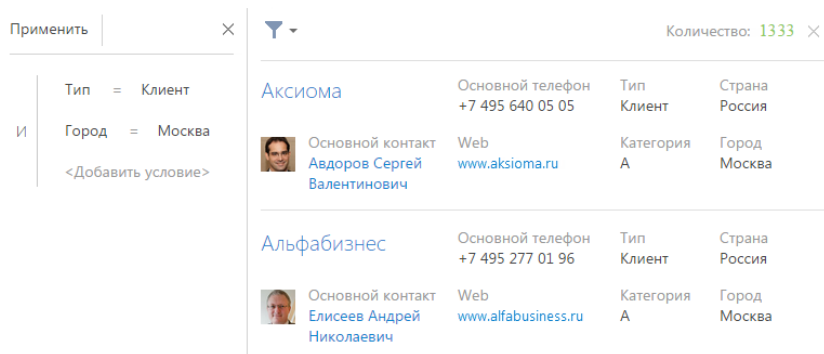 Применить
Количество: 1333
Тип = Клиент
И
Город = Москва
<Добавить условие>
Аксиома
Основной телефон
+7 495 640 05 05
Тип
Клиент
Страна
Россия
Основной контакт
Авдоров Сергей
Валентинович
Web
www.aksioma.ru
Категория
A
Город
Москва
Альфабизнес
Основной телефон
+7 495 277 01 96
Тип
Клиент
Страна
Россия
Основной контакт
Елисеев Андрей
Николаевич
Web
www.alfabusiness.ru
Категория
A
Город
Москва